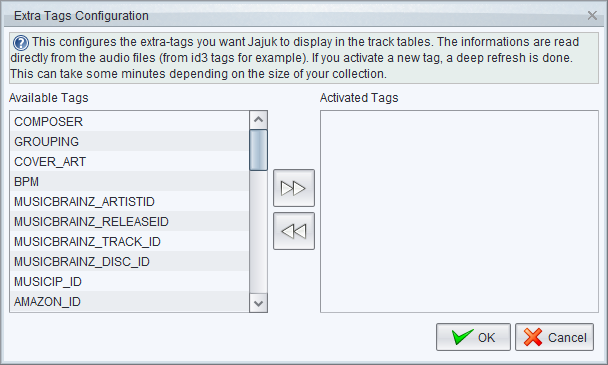 Extra Tags Configuration
This configures the extra-tags you want Jajuk to display in the track tables. The informations are read
directly from the audio files (from id3 tags for example). If you activate a new tag, a deep refresh is done.
This can take some minutes depending on the size of your collection.
Available Tags
Activated Tags
COMPOSER
GROUPING
COVER_ART
BPM
MUSICBRAINZ_ARTISTID
MUSICBRAINZ_RELEASEID
MUSICBRAINZ_TRACK_ID
MUSICBRAINZ_DISC_ID
MUSICIP_ID
AMAZON_ID
OK
Cancel